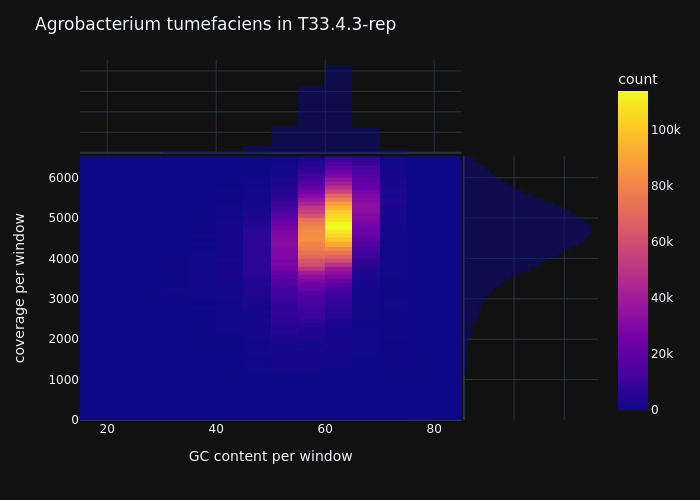 Agrobacterium tumefaciens in T33.4.3-rep
count
100k
80k
60k
40k
20k
0
coverage per window
6000
5000
4000
3000
2000
1000
0
20
40
60
80
GC content per window